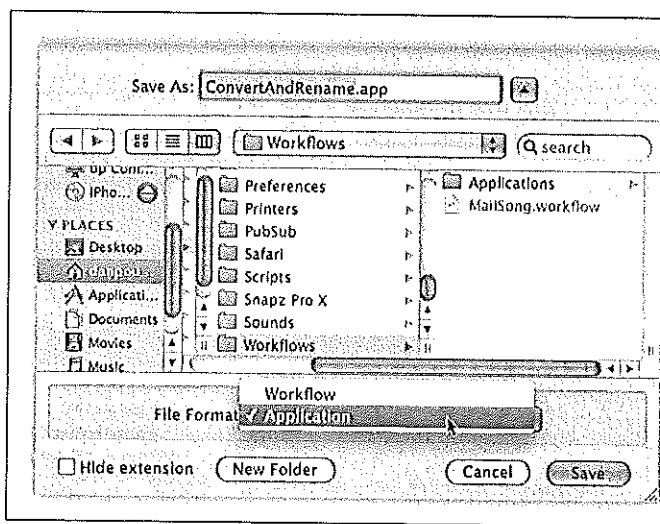 Save As: ConvertAndRename.app
Workflows
search
iPho...
Preferences
Applications
Printers
MailSong.workflow
PLACES
PubSub
Desktop
Safari
Scripts
Applicati...
Snapz Pro X
Documents
Sounds
Movies
Workflows
Music
Workflow
File Format
Application
Hide extension
New Folder
Cancel
Save